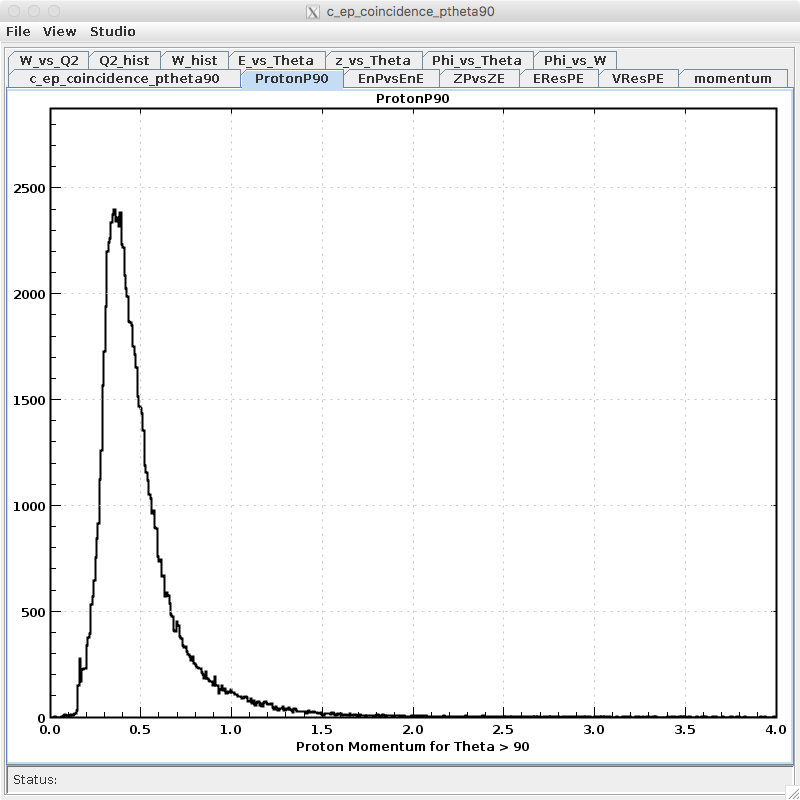 c_ep_coincidence_ptheta90
File View Studio
W_vs_Q2 Q2_hist W_hist E_vs_Theta z_vs_Theta Phi_vs_Theta Phi_vs_W
c_ep_coincidence_ptheta90 ProtonP90 EnPvsEnE ZPvsZE EResPE VResPE momentum
ProtonP90
2500
2000
1500
1000
500
0
0.0 0.5 1.0 1.5 2.0 2.5 3.0 3.5 4.0
Proton Momentum for Theta > 90
Status: